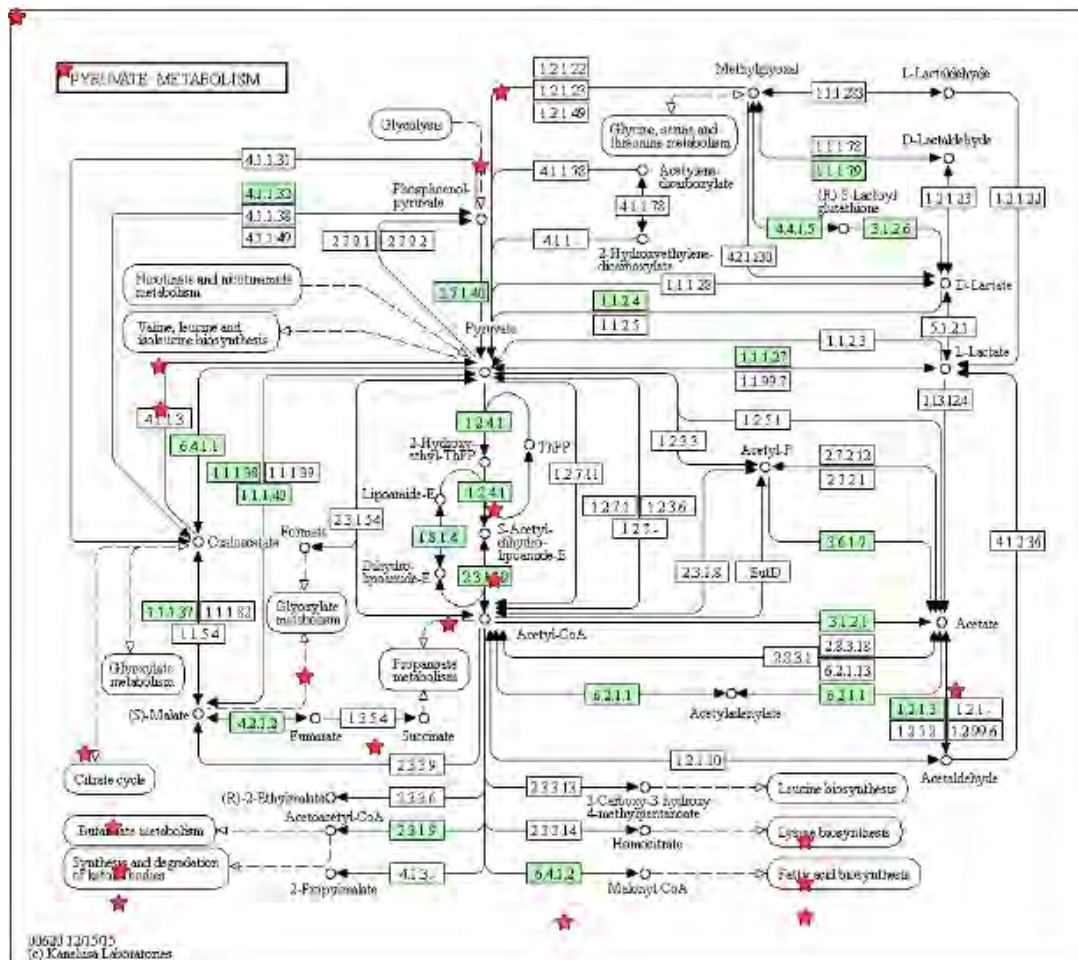 PYRUVATE METABOLISM
1.2.1.22
1.2.1.23
1.2.1.49
Methylglyoxal
1.1.1.283
L-Lactaldehyde
Glycolysis
Glycine, serine and
threonine metabolism
D-Lactaldehyde
1.1.1.78
1.1.1.79
4.1.1.31
4.1.1.32
4.1.1.38
4.1.1.49
Phosphoenol-
pyruvate
4.1.1.78
Acetylene-
dicarboxylate
4.1.1.78
(R)-S-Lactoyl-
glutathione
4.4.1.5
3.1.2.6
1.2.1.23
1.2.1.22
2.7.9.1
2.7.9.2
4.1.1.-
2-Hydroxyethylene-
dicarboxylate
4.2.1.130
Nicotinate and nicotinamide
metabolism
2.7.1.40
1.1.1.28
D-Lactate
1.1.2.4
1.1.2.5
Valine, leucine and
isoleucine biosynthesis
Pyruvate
1.1.2.3
5.1.2.1
L-Lactate
1.1.1.27
1.1.99.7
1.13.12.4
4.1.1.3
6.4.1.1
1.1.1.38
1.1.1.39
1.1.1.40
1.2.4.1
2-Hydroxy-
ethyl-ThPP
ThPP
1.2.5.1
1.2.3.3
Acetyl-P
2.7.2.12
2.7.2.1
Lipoamide-E
1.2.4.1
1.2.7.11
1.2.7.1
1.2.3.6
1.2.7.-
Oxaloacetate
Formate
2.3.1.54
1.8.1.4
S-Acetyl-
dihydro-
lipoamide-E
3.6.1.7
4.1.2.36
Dihydro-
lipoamide-E
2.3.1.8
EutD
1.1.1.37
1.1.1.82
1.1.5.4
Glyoxylate
metabolism
Acetyl-CoA
3.1.2.1
Acetate
2.8.3.18
2.8.3.1
6.2.1.13
Glyoxylate
metabolism
Propanoate
metabolism
6.2.1.1
Acetyladenylate
6.2.1.1
(S)-Malate
4.2.1.2
Fumarate
1.3.5.4
Succinate
1.2.1.3
1.2.1.-
1.2.5.2
1.2.99.6
Citrate cycle
2.3.3.9
1.2.1.10
Acetaldehyde
(R)-2-Ethylmalate
2.3.3.6
2.3.3.13
2-Carboxy-3-hydroxy-
4-methylpentanoate
Leucine biosynthesis
Butanoate metabolism
Acetoacetyl-CoA
2.3.1.9
2.3.3.14
Homocitrate
Lysine biosynthesis
Synthesis and degradation
of ketone bodies
2-Propylmalate
4.1.3.-
6.4.1.2
Malonyl-CoA
Fatty acid biosynthesis
00620 12/15/15
(c) Kanehisa Laboratories